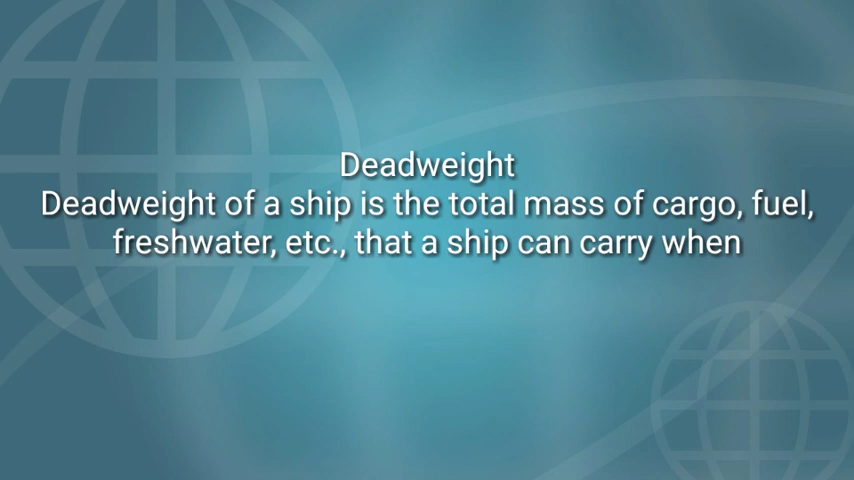 Deadweight
Deadweight of a ship is the total mass of cargo, fuel,
freshwater, etc., that a ship can carry when